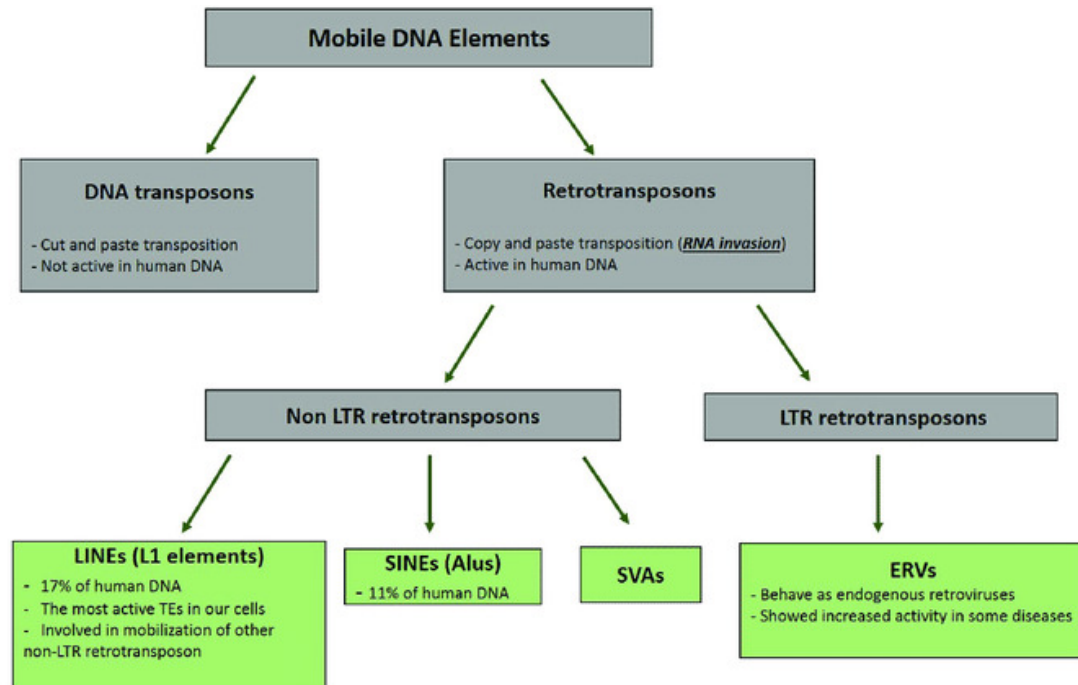 Mobile DNA Elements
DNA transposons
- Cut and paste transposition
- Not active in human DNA
Retrotransposons
- Copy and paste transposition (RNA invasion)
- Active in human DNA
Non LTR retrotransposons
LTR retrotransposons
LINEs (L1 elements)
- 17% of human DNA
- The most active TEs in our cells
- Involved in mobilization of other
non-LTR retrotransposon
SINEs (Alus)
- 11% of human DNA
SVAs
ERVs
- Behave as endogenous retroviruses
- Showed increased activity in some diseases